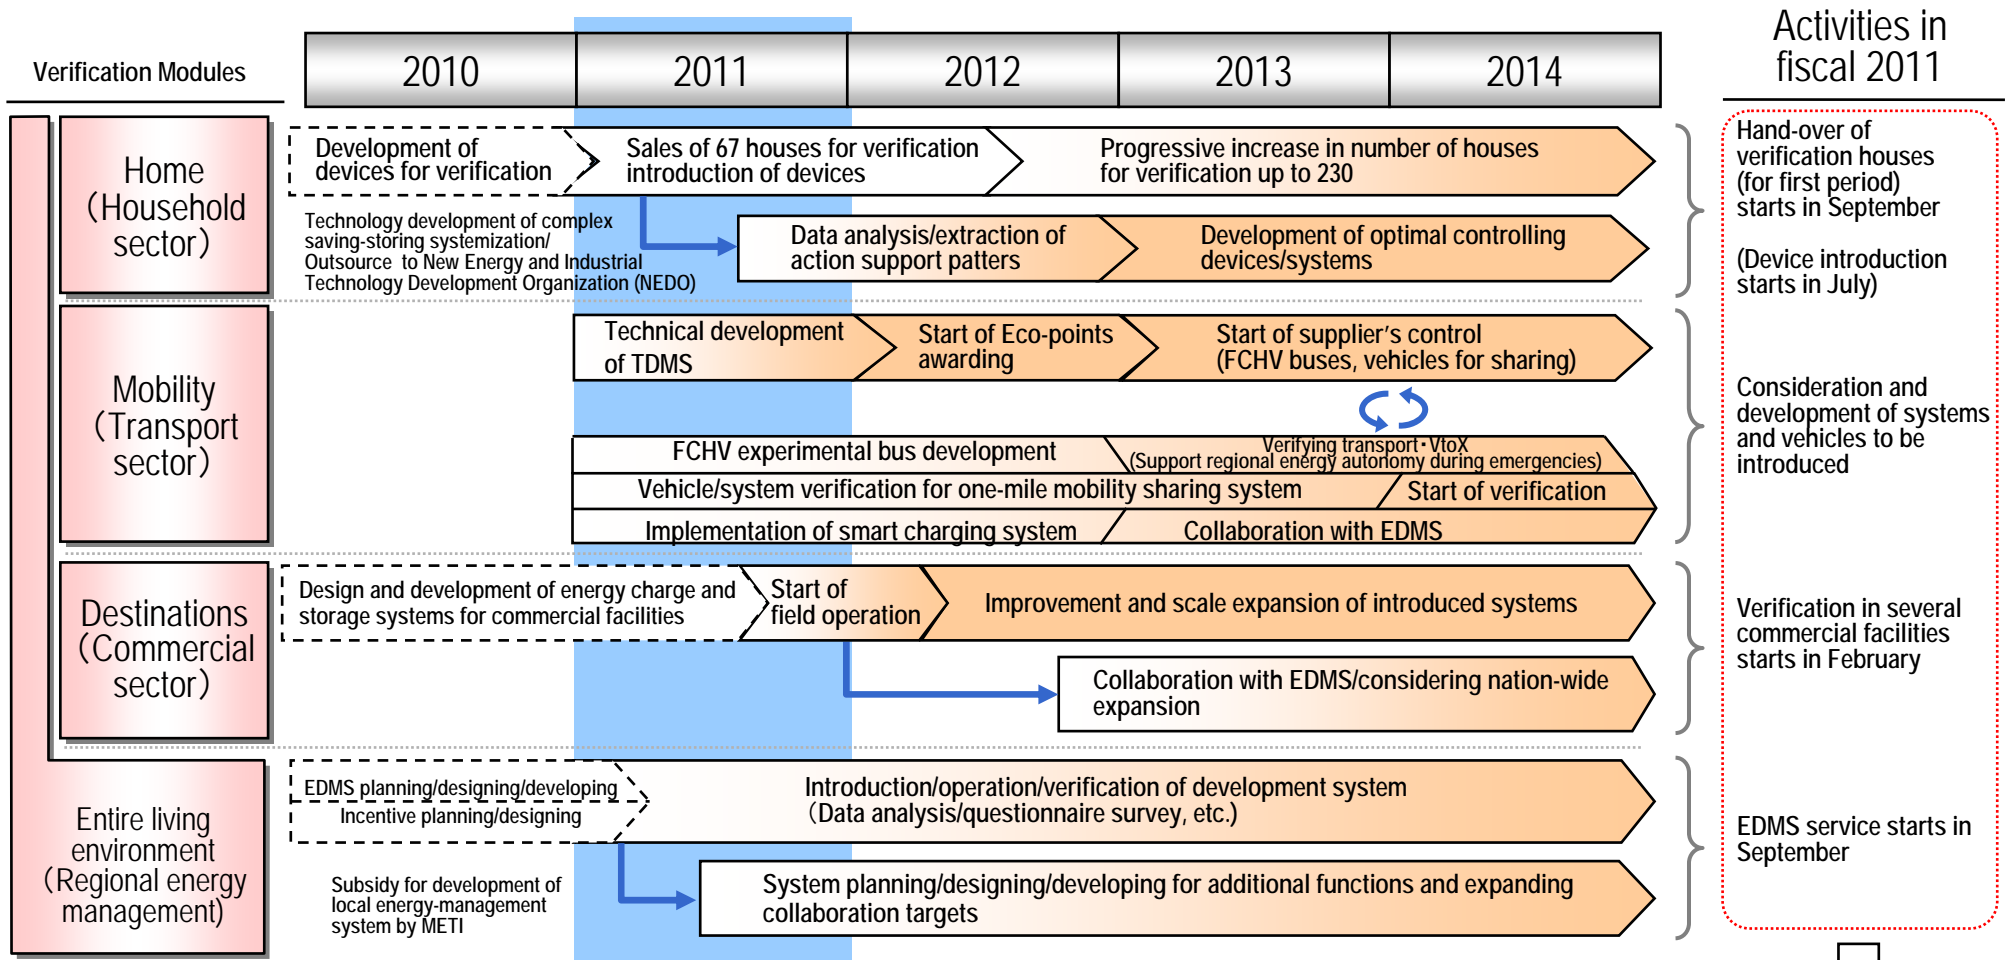 Verification Modules
2010
2011
2012
2013
2014
Activities in
fiscal 2011
Home
(Household
sector)
Development of
devices for verification
Sales of 67 houses for verification
introduction of devices
Progressive increase in number of houses
for verification up to 230
Technology development of complex
saving-storing systemization/
Outsource to New Energy and Industrial
Technology Development Organization (NEDO)
Data analysis/extraction of
action support patters
Development of optimal controlling
devices/systems
Hand-over of
verification houses
(for first period)
starts in September
(Device introduction
starts in July)
Mobility
(Transport
sector)
Technical development
of TDMS
Start of Eco-points
awarding
Start of supplier's control
(FCHV buses, vehicles for sharing)
FCHV experimental bus development
Verifying transport・VtoX
(Support regional energy autonomy during emergencies)
Vehicle/system verification for one-mile mobility sharing system
Start of verification
Implementation of smart charging system
Collaboration with EDMS
Consideration and
development of systems
and vehicles to be
introduced
Destinations
(Commercial
sector)
Design and development of energy charge and
storage systems for commercial facilities
Start of
field operation
Improvement and scale expansion of introduced systems
Collaboration with EDMS/considering nation-wide
expansion
Verification in several
commercial facilities
starts in February
Entire living
environment
(Regional energy
management)
EDMS planning/designing/developing
Incentive planning/designing
Introduction/operation/verification of development system
(Data analysis/questionnaire survey, etc.)
Subsidy for development of
local energy-management
system by METI
System planning/designing/developing for additional functions and expanding
collaboration targets
EDMS service starts in
September